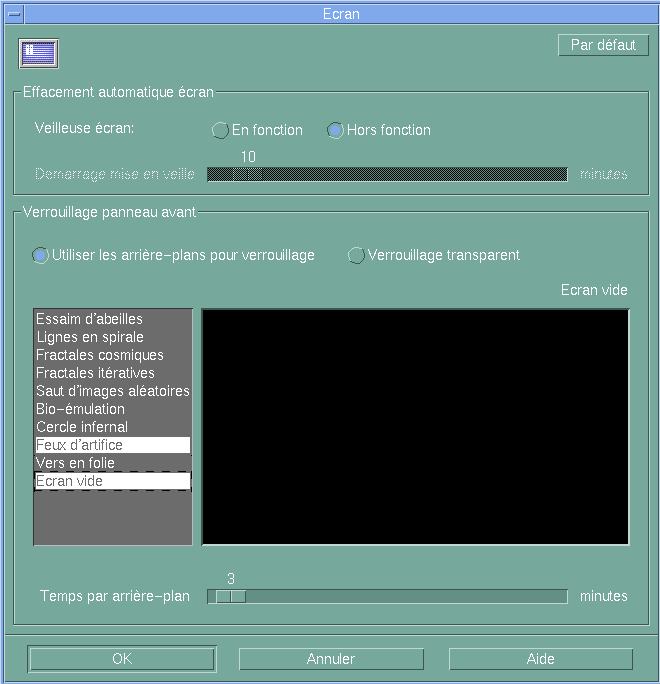 Ecran
Par défaut
Effacement automatique écran
Veilleuse écran: En fonction Hors fonction
10
Demarrage mise en veille minutes
Verrouillage panneau avant
Utiliser les arrière-plans pour verrouillage Verrouillage transparent
Ecran vide
Essaim d'abeilles
Lignes en spirale
Fractales cosmiques
Fractales itératives
Saut d'images aléatoires
Bio-émulation
Cercle infernal
Feux d'artifice
Vers en folie
Ecran vide
3
Temps par arrière-plan minutes
OK Annuler Aide